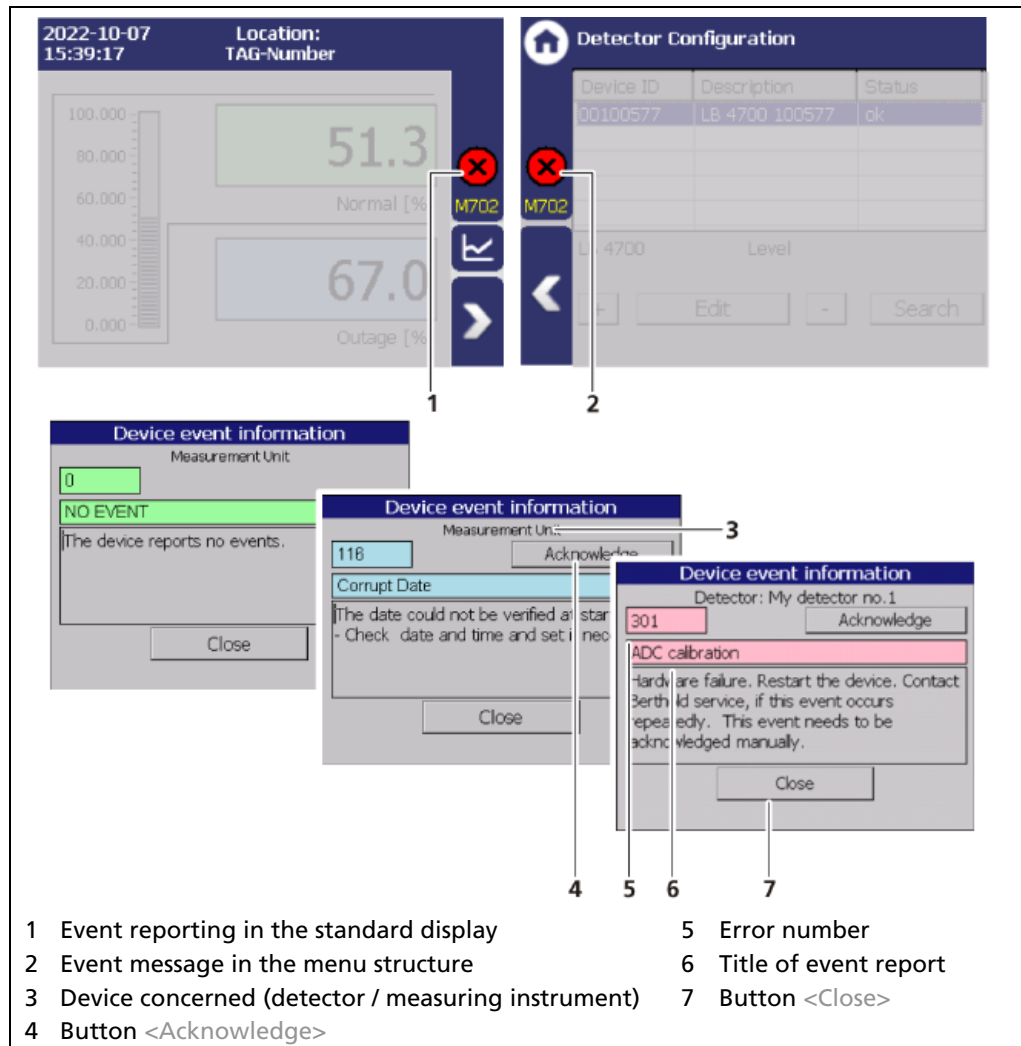 2022-10-07
15:39:17
Location:
TAG-Number
100.000
80.000
60.000
40.000
20.000
0.000
51.3
Normal [%
67.0
Outage [%
M702
Detector Configuration
Device ID Description Status
00100577 LB 4700 100577 ok
M702
4700 Level
+ Edit - Search
1
2
Device event information
Measurement Unit
0
NO EVENT
The device reports no events.
Close
Device event information
Measurement Unit
116 Acknowledge
Corrupt Date
The date could not be verified at star
- Check date and time and set i nec
Close
3
Device event information
Detector: My detector no.1
301 Acknowledge
ADC calibration
Hardware failure. Restart the device. Contact
Berthold service, if this event occurs
repeatedly. This event needs to be
acknowledged manually.
Close
4 5 6 7
1 Event reporting in the standard display
2 Event message in the menu structure
3 Device concerned (detector / measuring instrument)
4 Button <Acknowledge>
5 Error number
6 Title of event report
7 Button <Close>